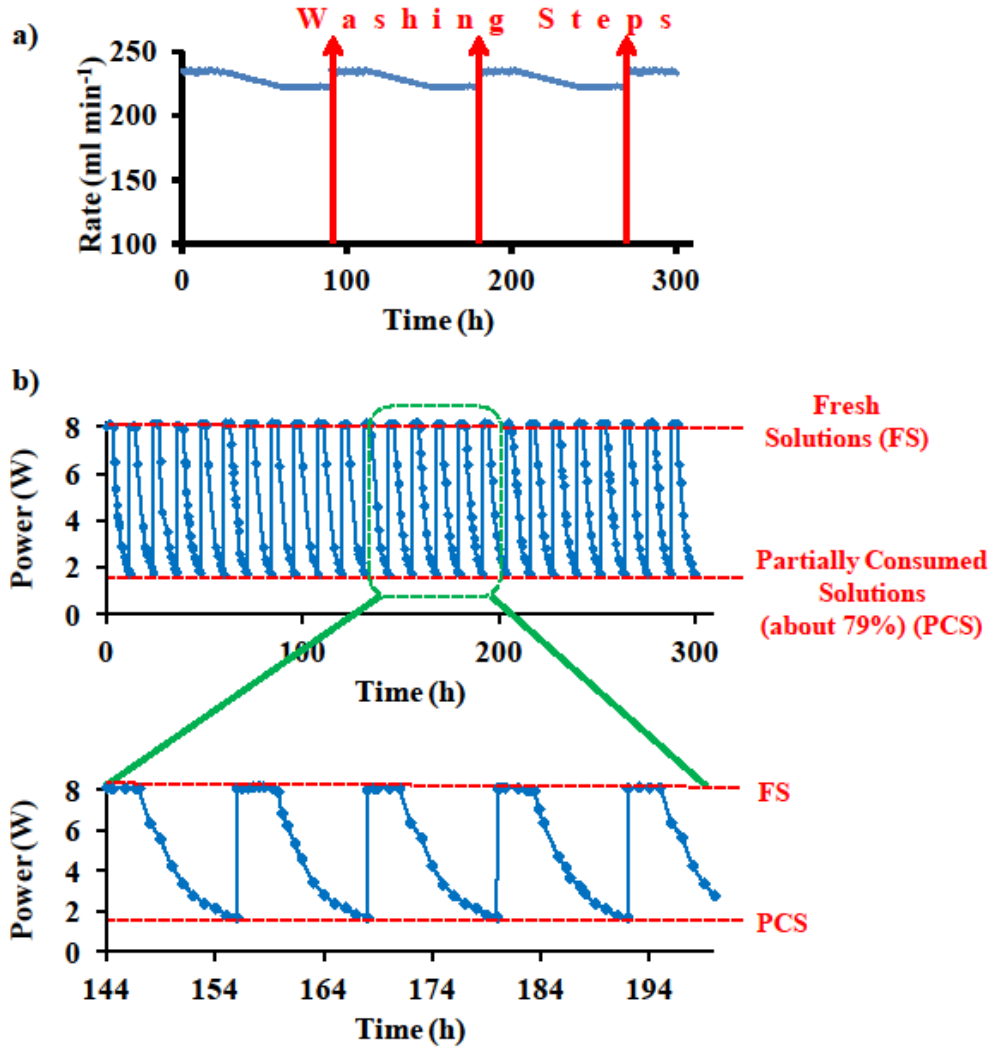 W a s h i n g   S t e p s
a)
250
200
150
100
Rate (ml min⁻¹)
0 100 200 300
Time (h)
b)
8
6
4
2
0
Power (W)
Fresh
Solutions (FS)
Partially Consumed
Solutions
(about 79%) (PCS)
0 100 200 300
Time (h)
8
6
4
2
0
Power (W)
FS
PCS
144 154 164 174 184 194
Time (h)